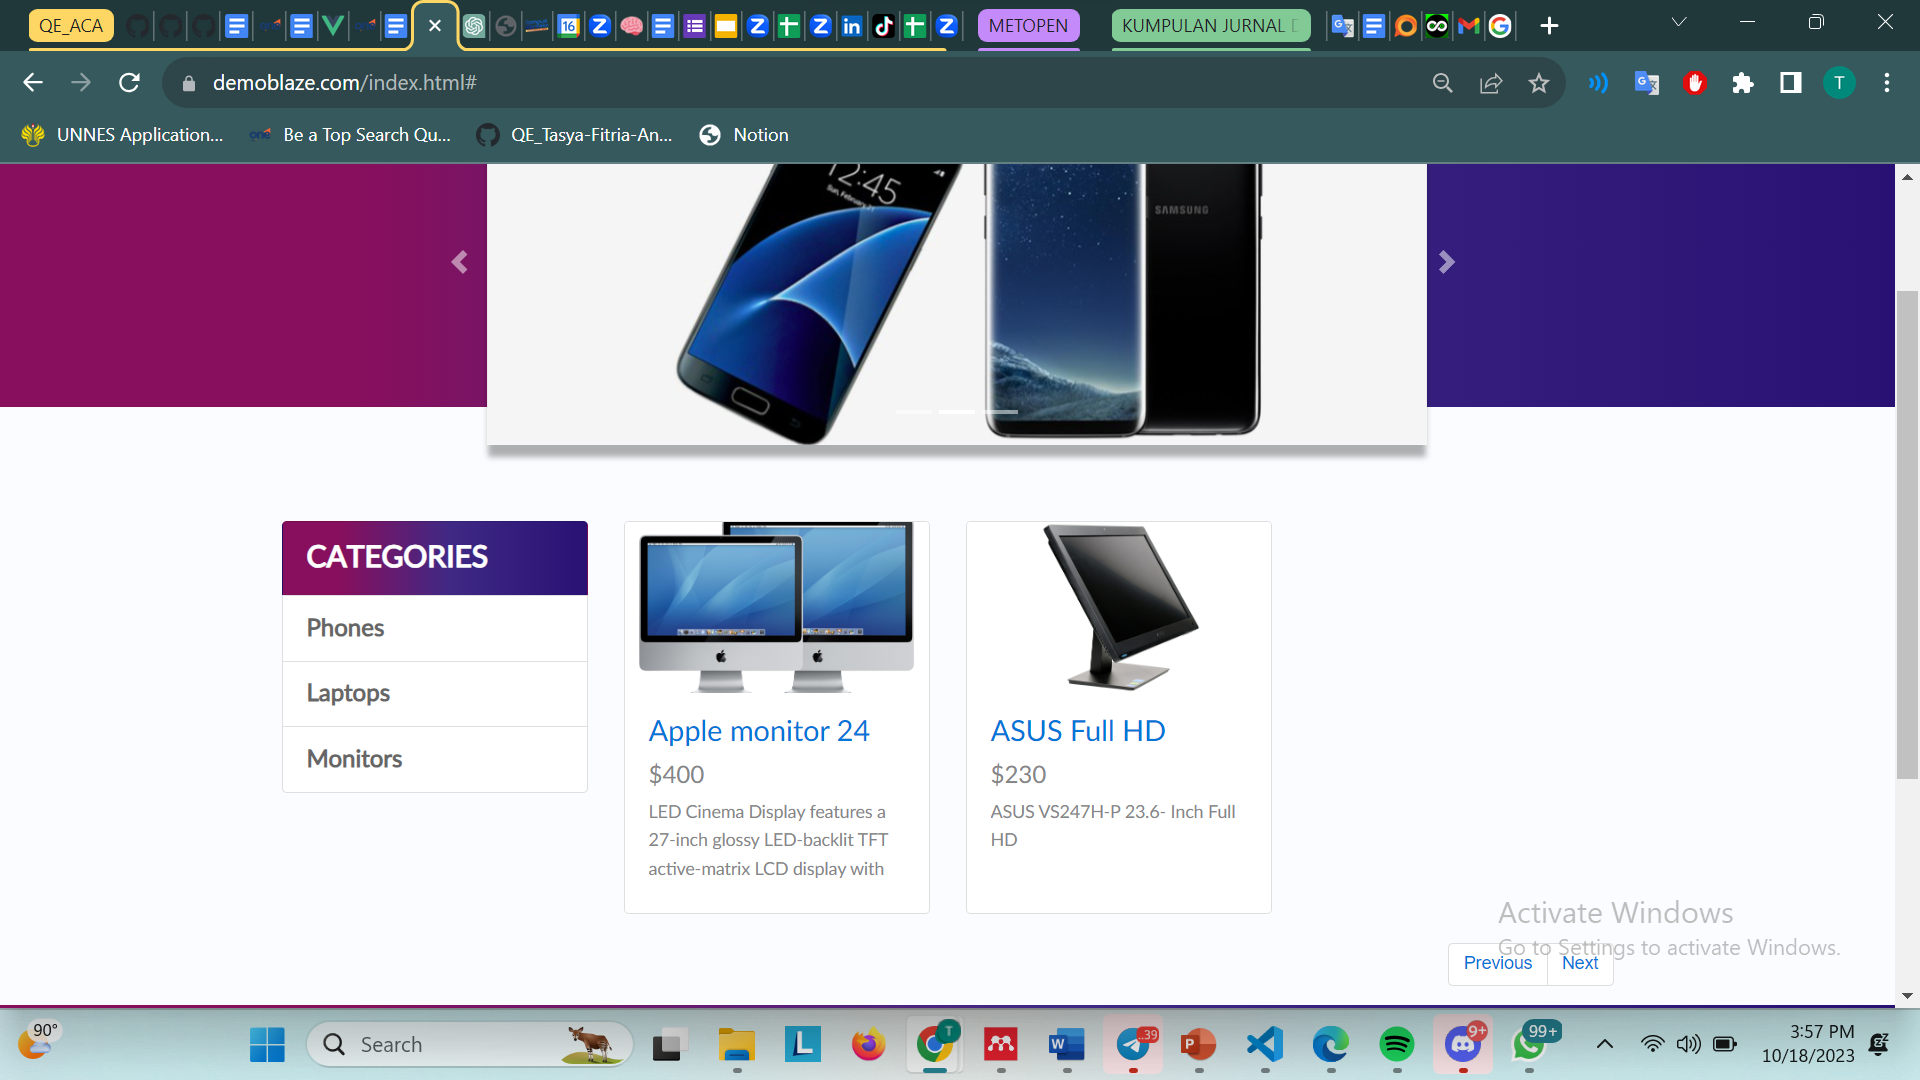 QE_ACA
METOPEN
KUMPULAN JURNAL
demoblaze.com/index.html#
T
UNNES Application...
Be a Top Search Qu...
QE_Tasya-Fitria-An...
Notion
12:45
Sun, February 21
SAMSUNG
CATEGORIES
Phones
Laptops
Monitors
Apple monitor 24
$400
LED Cinema Display features a
27-inch glossy LED-backlit TFT
active-matrix LCD display with
ASUS Full HD
$230
ASUS VS247H-P 23.6- Inch Full
HD
Activate Windows
Go to Settings to activate Windows.
Previous
Next
90°
Search
T
..39
9+
99+
3:57 PM
10/18/2023